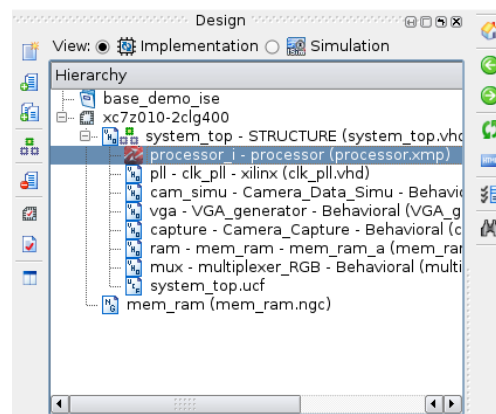 Design
View: Implementation Simulation
Hierarchy
base_demo_ise
xc7z010-2clg400
system_top - STRUCTURE (system_top.vhd
processor_i - processor (processor.xmp)
pll - clk_pll - xilinx (clk_pll.vhd)
cam_simu - Camera_Data_Simu - Behavio
vga - VGA_generator - Behavioral (VGA_g
capture - Camera_Capture - Behavioral (c
ram - mem_ram - mem_ram_a (mem_ran
mux - multiplexer_RGB - Behavioral (multi
system_top.ucf
mem_ram (mem_ram.ngc)